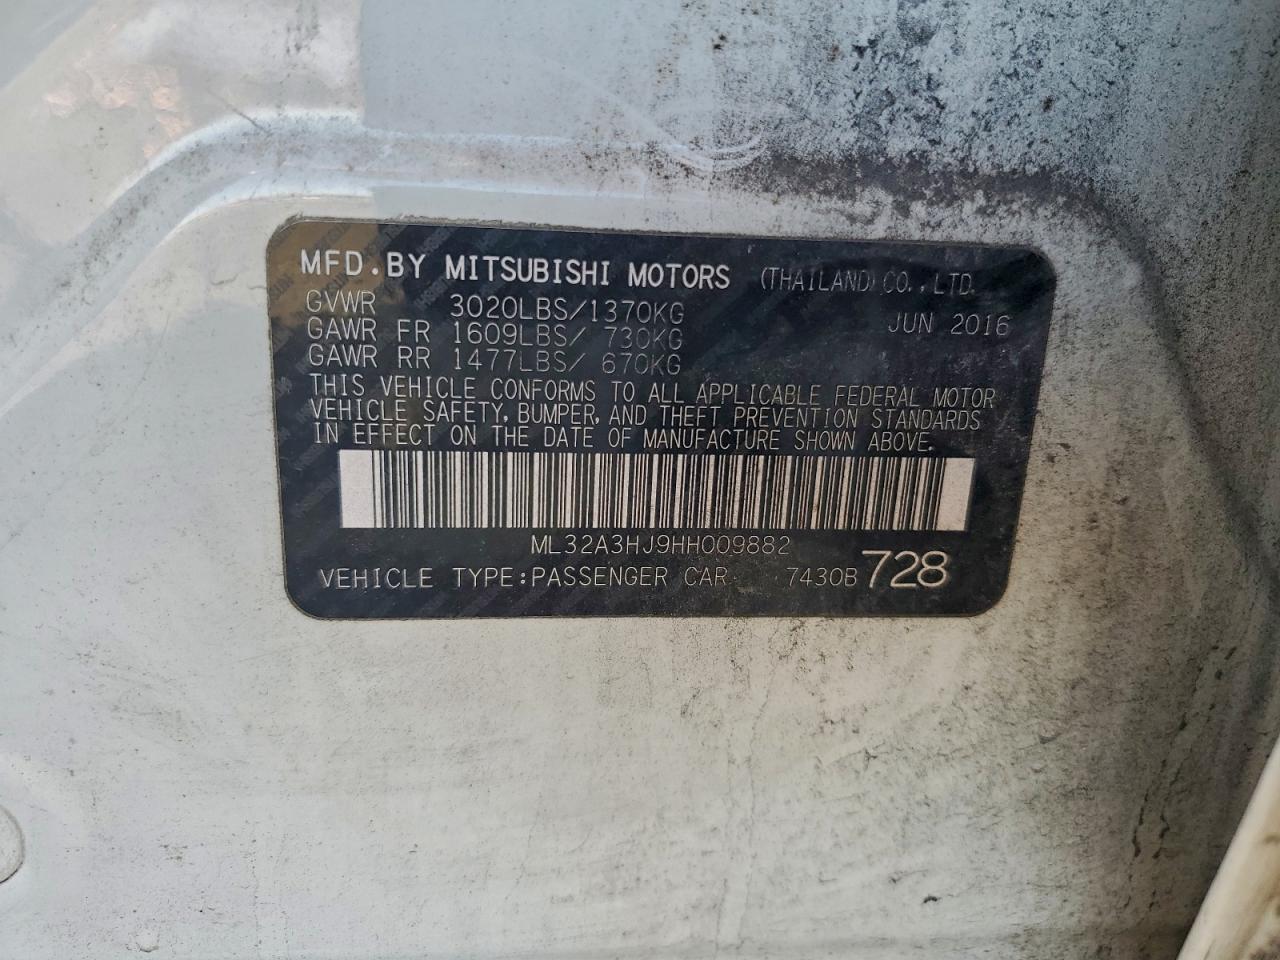 MFD.BY MITSUBISHI MOTORS (THAILAND)CO.,LTD.
GVWR 3020LBS/1370KG JUN 2016
GAWR FR 1609LBS/ 730KG
GAWR RR 1477LBS/ 670KG
THIS VEHICLE CONFORMS TO ALL APPLICABLE FEDERAL MOTOR
VEHICLE SAFETY, BUMPER, AND THEFT PREVENTION STANDARDS
IN EFFECT ON THE DATE OF MANUFACTURE SHOWN ABOVE.
ML32A3HJ9HH009882
VEHICLE TYPE:PASSENGER CAR 7430B 728